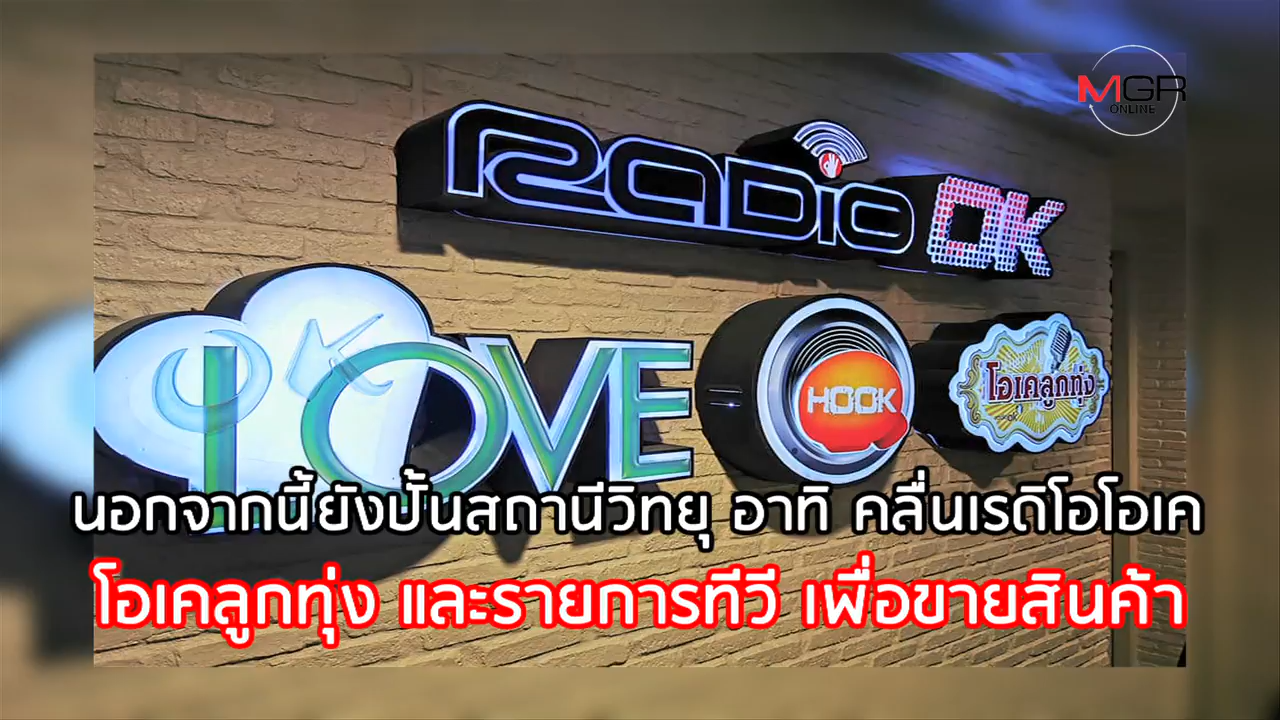 MGR
ONLINE
RADIO OK
OK LOVE
HOOK
โอเคลูกทุ่ง
นอกจากนี้ยังปั้นสถานีวิทยุ อาทิ คลื่นเรดิโอโอเค
โอเคลูกทุ่ง และรายการทีวี เพื่อขายสินค้า